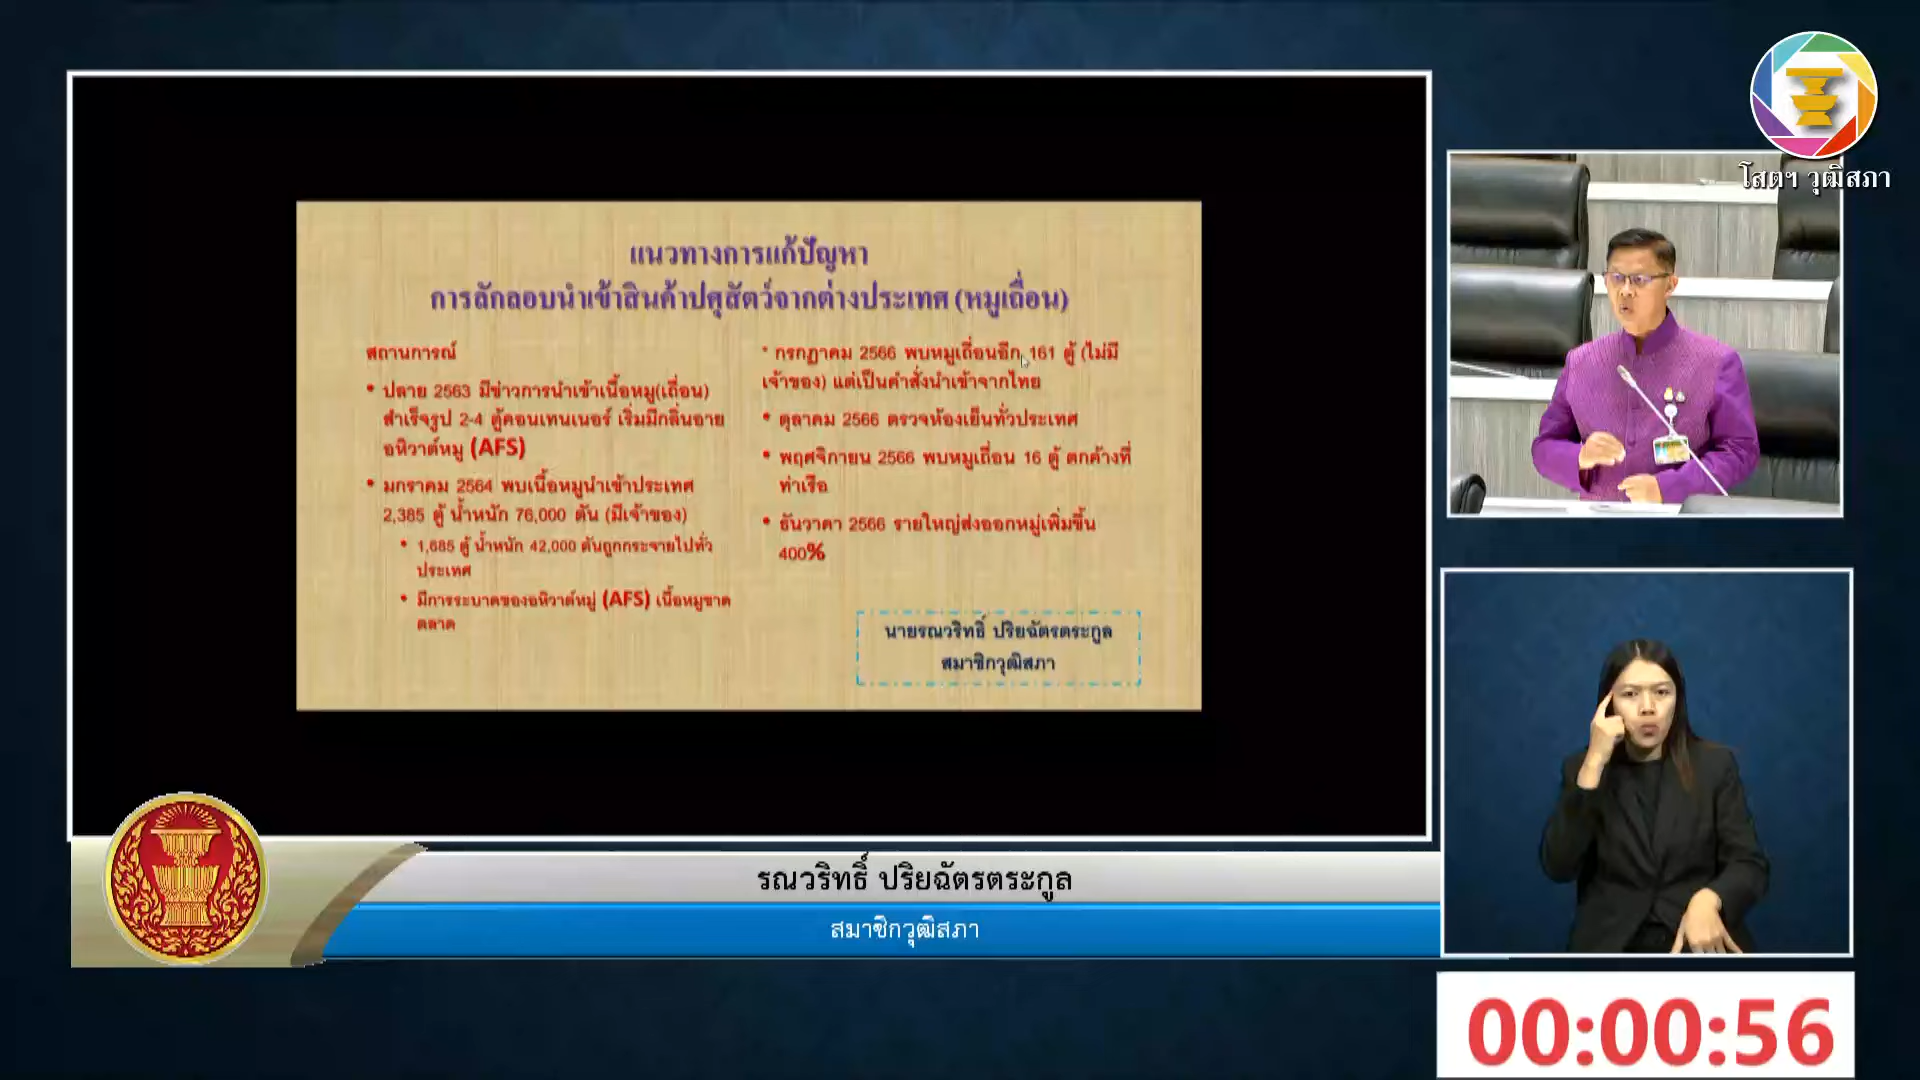 โสตฯ วุฒิสภา
แนวทางการแก้ปัญหา
การลักลอบนำเข้าสินค้าปศุสัตว์จากต่างประเทศ (หมูเถื่อน)
สถานการณ์
• ปลาย 2563 มีข่าวการนำเข้าเนื้อหมู(เถื่อน)
สำเร็จรูป 2-4 ตู้คอนเทนเนอร์ เริ่มมีกลิ่นอาย
อหิวาต์หมู (AFS)
• มกราคม 2564 พบเนื้อหมูนำเข้าประเทศ
2,385 ตู้ น้ำหนัก 76,000 ตัน (มีเจ้าของ)
• 1,685 ตู้ น้ำหนัก 42,000 ตันถูกกระจายไปทั่ว
ประเทศ
• มีการระบาดของอหิวาต์หมู่ (AFS) เนื้อหมูขาด
ตลาด
* กรกฎาคม 2566 พบหมูเถื่อนอีก 161 ตู้ (ไม่มี
เจ้าของ) แต่เป็นคำสั่งนำเข้าจากไทย
• ตุลาคม 2566 ตรวจห้องเย็นทั่วประเทศ
• พฤศจิกายน 2566 พบหมูเถื่อน 16 ตู้ ตกค้างที่
ท่าเรือ
• ธันวาคม 2566 รายใหญ่ส่งออกหมู่เพิ่มขึ้น
400%
นายรณวริทธิ์ ปริยฉัตรตระกูล
สมาชิกวุฒิสภา
รณวริทธิ์ ปริยฉัตรตระกูล
สมาชิกวุฒิสภา
00:00:56